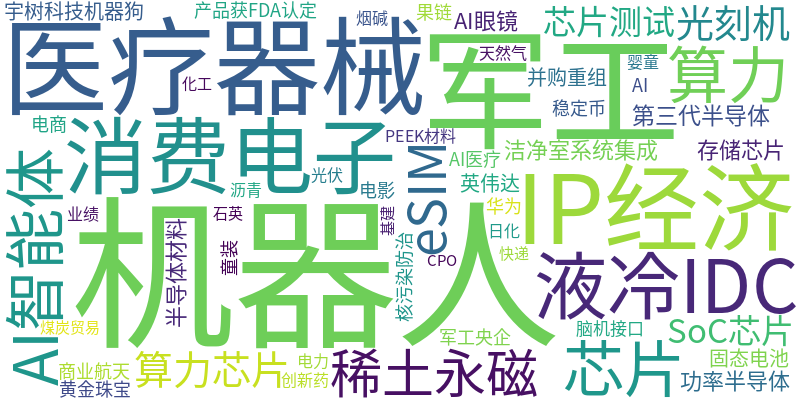 宇树科技机器狗
产品获FDA认定
烟碱
果链
AI眼镜
芯片测试
光刻机
医疗器械
军工
天然气
婴童
算力
化工
并购重组
AI
稳定币
第三代半导体
电商
消费电子
PEEK材料
AI医疗
洁净室系统集成
存储芯片
AI智能体
光伏
沥青
电影
eSIM
英伟达
IP经济
业绩
机器人
石英
基建
华为
半导体材料
童装
核污染防治
日化
CPO
快递
液冷IDC
煤炭贸易
军工央企
脑机接口
SoC芯片
商业航天
算力芯片
电力
稀土永磁
芯片
固态电池
黄金珠宝
创新药
功率半导体